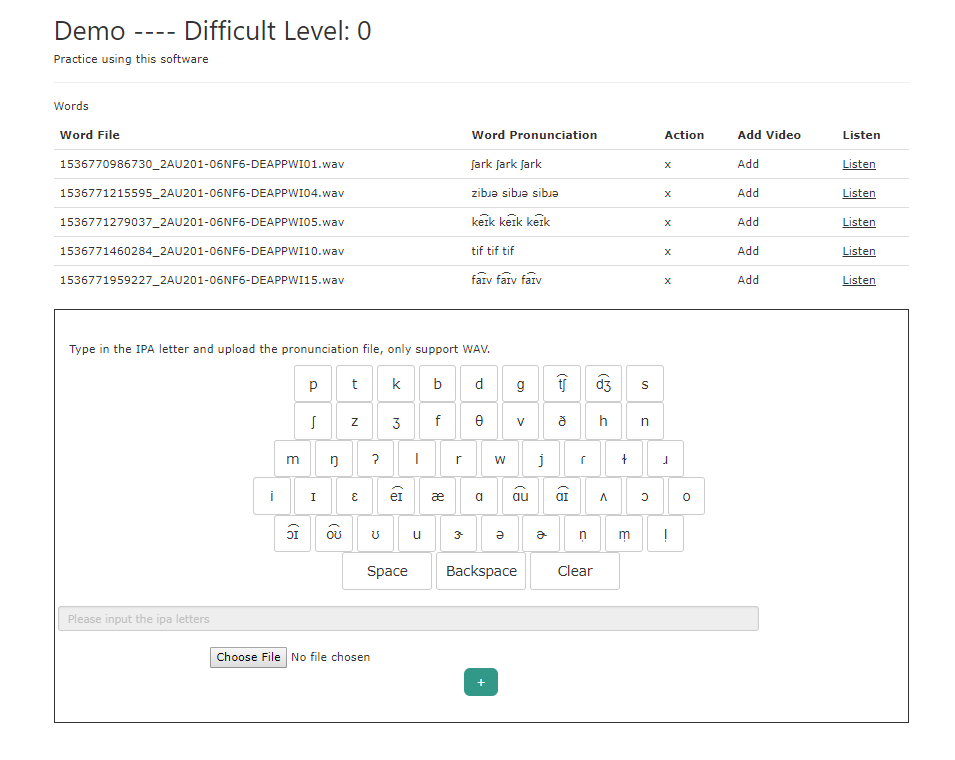 Demo ---- Difficult Level: 0
Practice using this software
Words
Word File Word Pronunciation Action Add Video Listen
1536770986730_2AU201-06NF6-DEAPPWI01.wav ʃark ʃark ʃark x Add Listen
1536771215595_2AU201-06NF6-DEAPPWI04.wav zibɹə sibɹə sibɹə x Add Listen
1536771279037_2AU201-06NF6-DEAPPWI05.wav ke͡ɪk ke͡ɪk ke͡ɪk x Add Listen
1536771460284_2AU201-06NF6-DEAPPWI10.wav tif tif tif x Add Listen
1536771959227_2AU201-06NF6-DEAPPWI15.wav fa͡ɪv fa͡ɪv fa͡ɪv x Add Listen
Type in the IPA letter and upload the pronunciation file, only support WAV.
p t k b d g t͡ʃ d͡ʒ s
ʃ z ʒ f θ v ð h n
m ŋ ʔ l r w j ɾ ɫ ɹ
i ɪ ɛ e͡ɪ æ ɑ ɑ͡u ɑ͡ɪ ʌ ɔ o
ɔ͡ɪ o͡ʊ ʊ u ɝ ə ɚ n̩ m̩ l̩
Space Backspace Clear
Please input the ipa letters
Choose File No file chosen
+